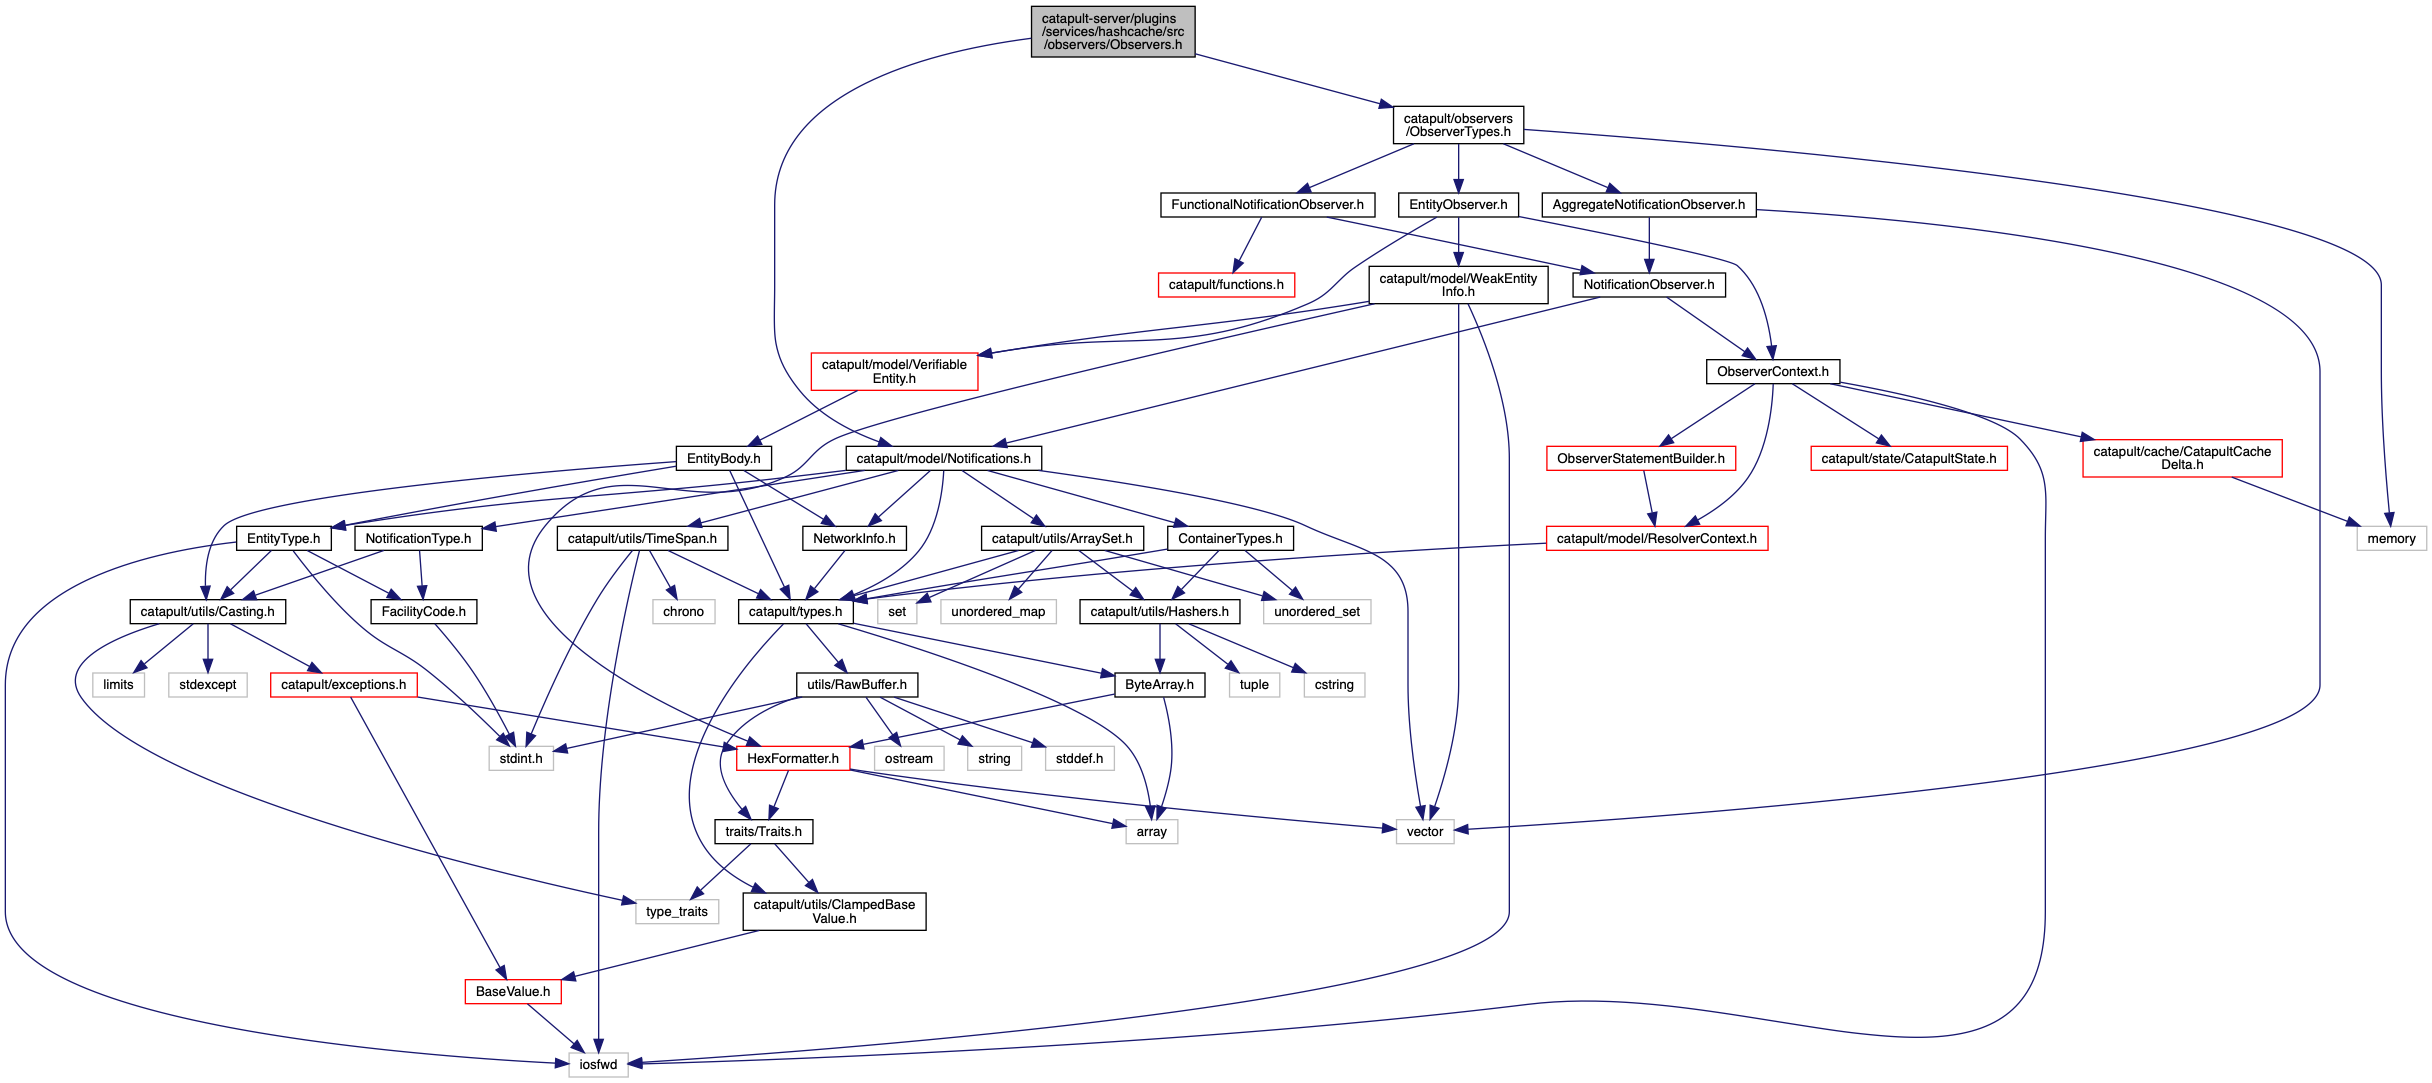 catapult-server/plugins
/services/hashcache/src
/observers/Observers.h
catapult/observers
/ObserverTypes.h
FunctionalNotificationObserver.h
EntityObserver.h
AggregateNotificationObserver.h
catapult/functions.h
catapult/model/WeakEntity
Info.h
NotificationObserver.h
catapult/model/Verifiable
Entity.h
ObserverContext.h
EntityBody.h
catapult/model/Notifications.h
ObserverStatementBuilder.h
catapult/state/CatapultState.h
catapult/cache/CatapultCache
Delta.h
EntityType.h
NotificationType.h
catapult/utils/TimeSpan.h
NetworkInfo.h
catapult/utils/ArraySet.h
ContainerTypes.h
catapult/model/ResolverContext.h
memory
catapult/utils/Casting.h
FacilityCode.h
chrono
catapult/types.h
set
unordered_map
catapult/utils/Hashers.h
unordered_set
limits
stdexcept
catapult/exceptions.h
utils/RawBuffer.h
ByteArray.h
tuple
cstring
stdint.h
HexFormatter.h
ostream
string
stddef.h
traits/Traits.h
array
vector
type_traits
catapult/utils/ClampedBase
Value.h
BaseValue.h
iosfwd